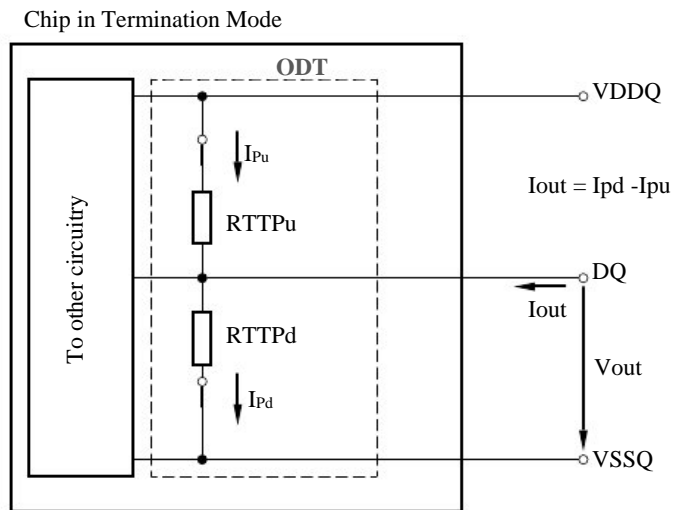 Chip in Termination Mode
ODT
VDDQ
IPu
Iout = Ipd -Ipu
RTTPu
To other circuitry
DQ
Iout
RTTPd
Vout
IPd
VSSQ